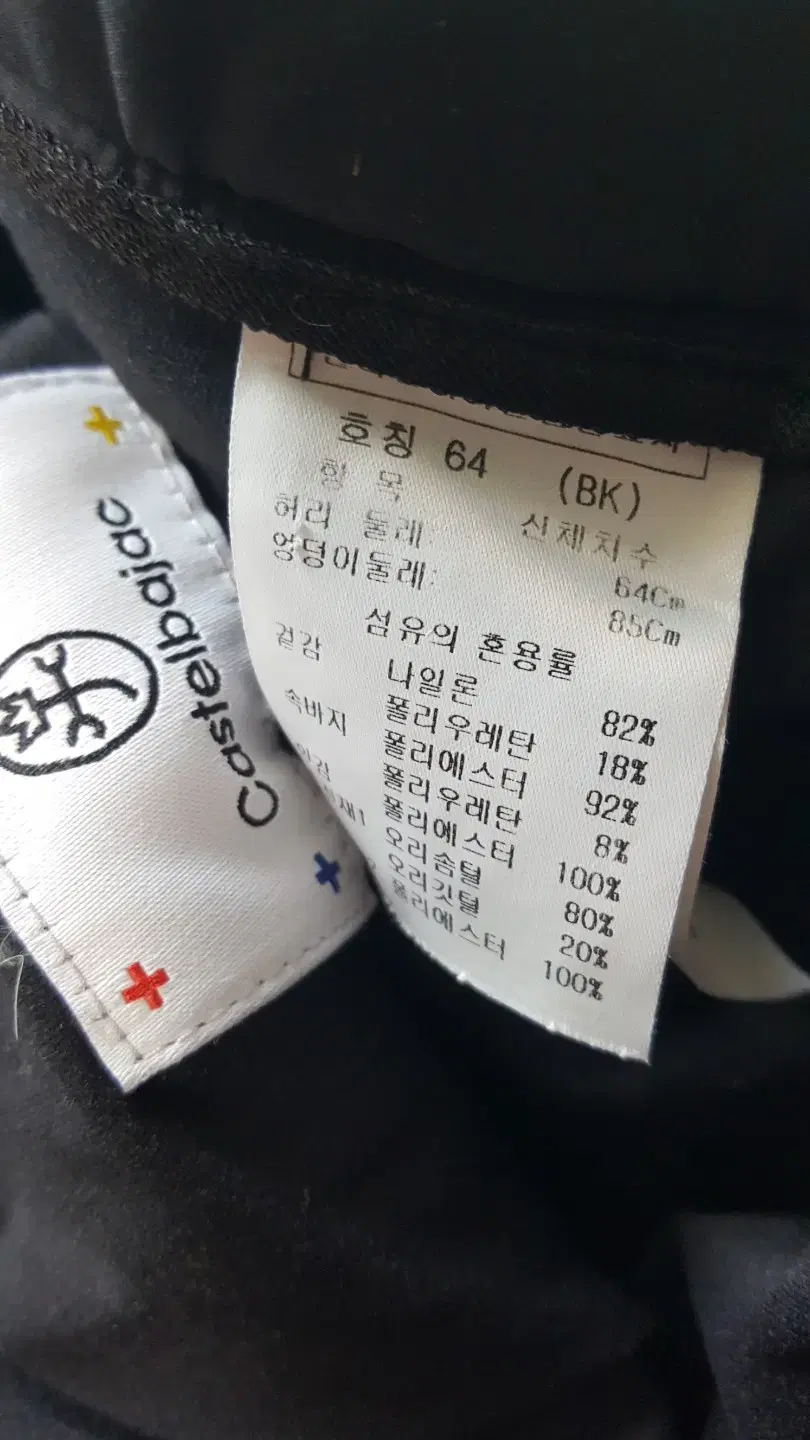 호칭 64 (BK)
항 목 신체치수
허리 둘레: 64Cm
엉덩이둘레: 85Cm
섬유의 혼용률
겉감 나일론 82%
폴리우레탄 18%
속바지 폴리에스터 92%
폴리우레탄 8%
폴리에스터 100%
오리솜털 80%
오리깃털 20%
폴리에스터 100%
Castelbajac